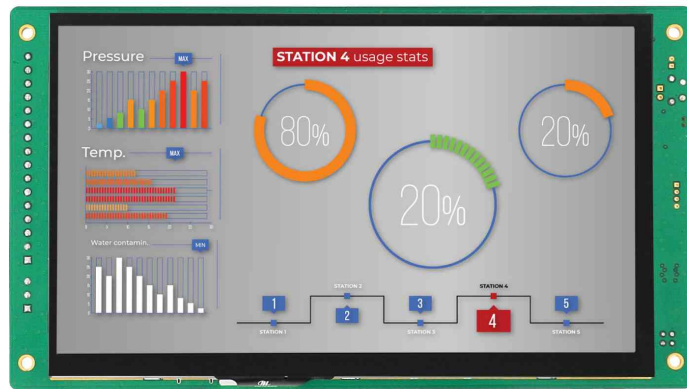 Pressure
MAX
STATION 4 usage stats
80%
20%
20%
Temp.
MAX
Water contamin.
MIN
STATION 2
STATION 4
1
3
5
2
4
STATION 1
STATION 3
STATION 5